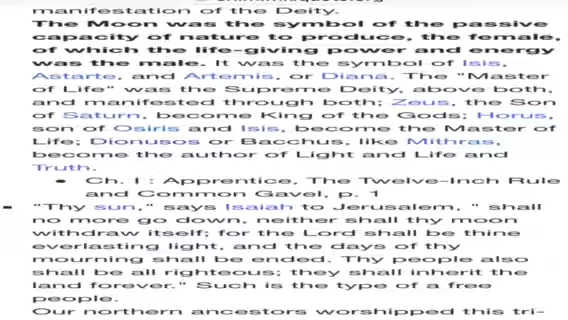 manifestation of the Deity.
The Moon was the symbol of the passive
capacity of nature to produce, the female,
of which the life-giving power and energy
was the male. It was the symbol of Isis,
Astarte, and Artemis, or Diana. The "Master
of Life" was the Supreme Deity, above both,
and manifested through both; Zeus, the Son
of Saturn, become King of the Gods; Horus,
son of Osiris and Isis, become the Master of
Life; Dionusos or Bacchus, like Mithras,
become the author of Light and Life and
Truth.
• Ch. I : Apprentice, The Twelve-Inch Rule
and Common Gavel, p. 1
"Thy sun," says Isaiah to Jerusalem, " shall
no more go down, neither shall thy moon
withdraw itself; for the Lord shall be thine
everlasting light, and the days of thy
mourning shall be ended. Thy people also
shall be all righteous; they shall inherit the
land forever." Such is the type of a free
people.
Our northern ancestors worshipped this tri-